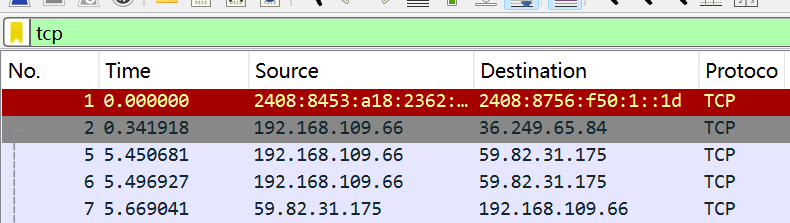 tcp
No. Time Source Destination Protoco
1 0.000000 2408:8453:a18:2362:… 2408:8756:f50:1::1d TCP
2 0.341918 192.168.109.66 36.249.65.84 TCP
5 5.450681 192.168.109.66 59.82.31.175 TCP
6 5.496927 192.168.109.66 59.82.31.175 TCP
7 5.669041 59.82.31.175 192.168.109.66 TCP